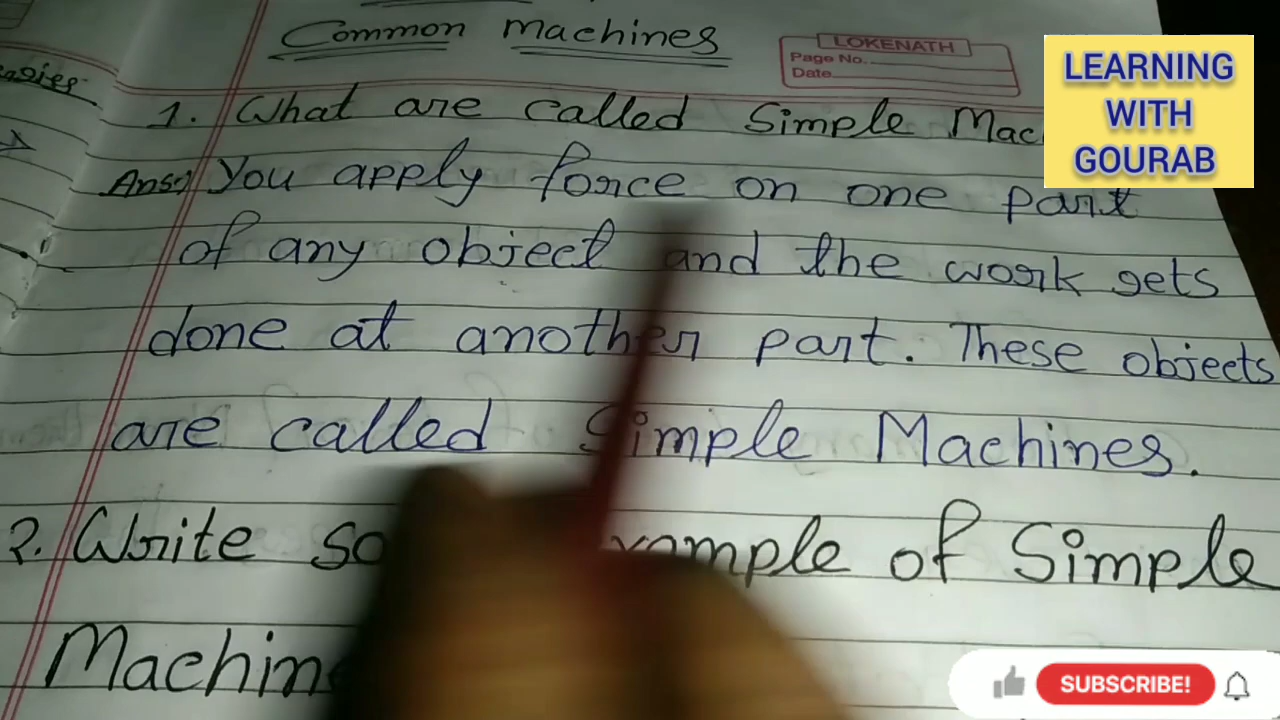 Common Machines
LOKENATH
Page No.
Date
1. What are called Simple Mac
Ans:) You apply force on one part
of any object and the work gets
done at another part. These objects
are called Simple Machines.
2. Write of Simple
Machin
LEARNING
WITH
GOURAB
SUBSCRIBE!